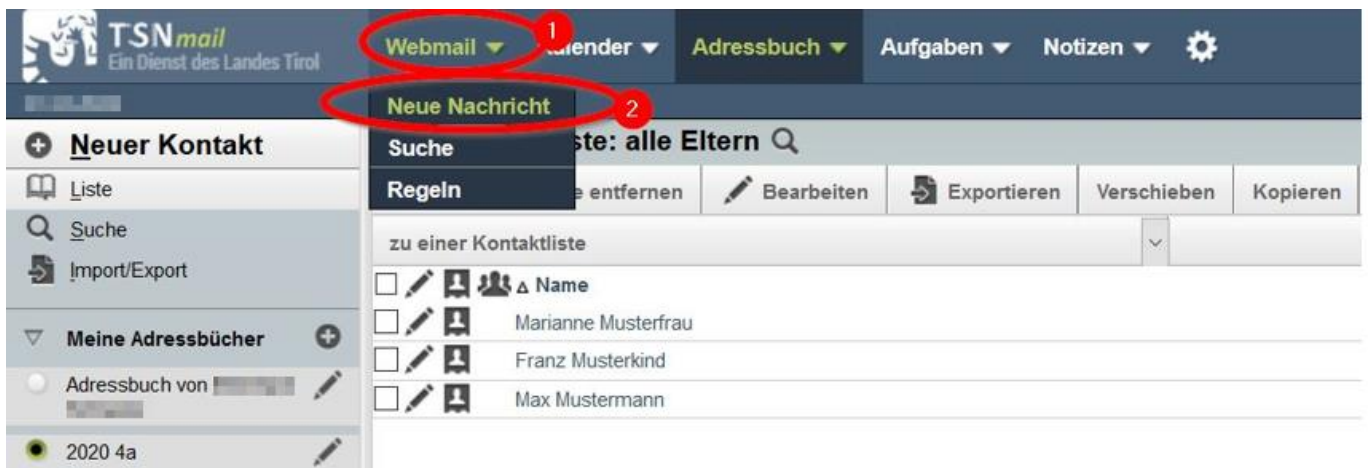 TSNmail
Ein Dienst des Landes Tirol
Webmail 1 Kalender Adressbuch Aufgaben Notizen
Neue Nachricht 2
Suche
Regeln
ste: alle Eltern
Neuer Kontakt
Liste
Suche
Import/Export
e entfernen Bearbeiten Exportieren Verschieben Kopieren
zu einer Kontaktliste
Name
Marianne Musterfrau
Franz Musterkind
Max Mustermann
Meine Adressbücher
Adressbuch von
2020 4a